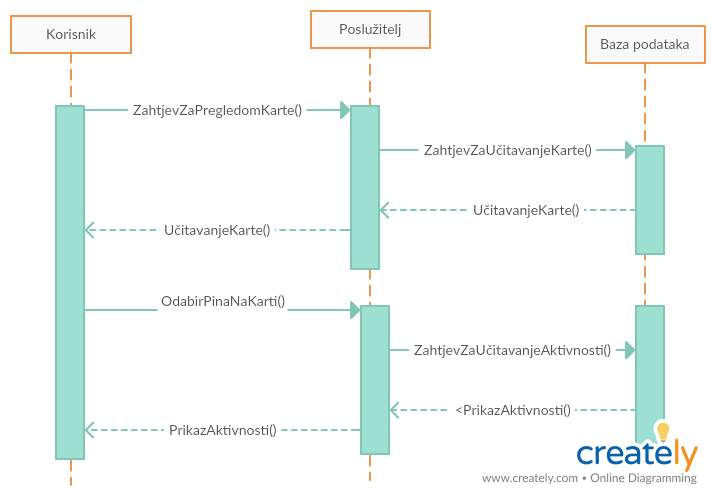 Korisnik
Poslužitelj
Baza podataka
ZahtjevZaPregledomKarte()
ZahtjevZaUčitavanjeKarte()
UčitavanjeKarte()
UčitavanjeKarte()
OdabirPinaNaKarti()
ZahtjevZaUčitavanjeAktivnosti()
<PrikazAktivnosti()
PrikazAktivnosti()
creately
www.creately.com • Online Diagramming